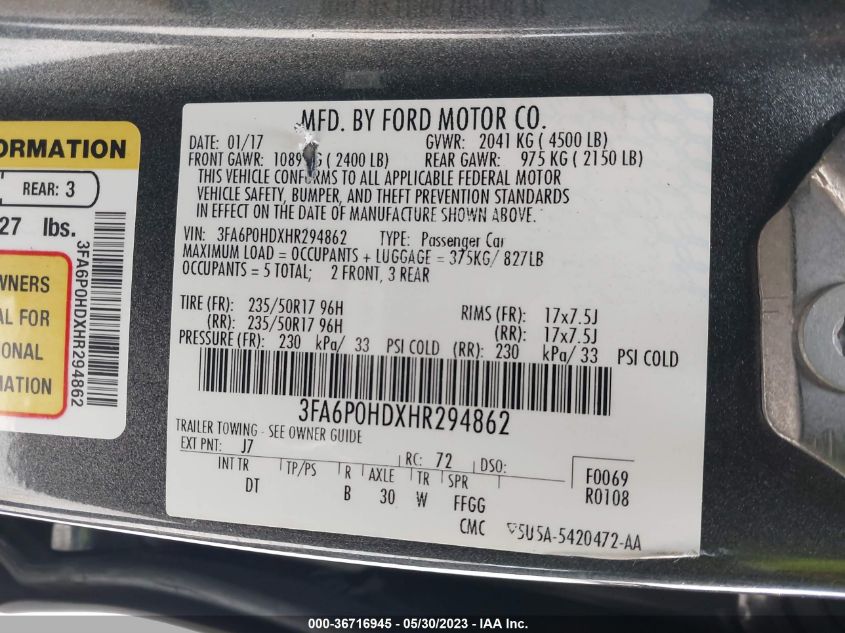 MFD. BY FORD MOTOR CO.
DATE: 01/17 GVWR: 2041 KG ( 4500 LB)
FRONT GAWR: 1089 G ( 2400 LB) REAR GAWR: 975 KG ( 2150 LB)
THIS VEHICLE CONFORMS TO ALL APPLICABLE FEDERAL MOTOR
VEHICLE SAFETY, BUMPER, AND THEFT PREVENTION STANDARDS
IN EFFECT ON THE DATE OF MANUFACTURE SHOWN ABOVE.
VIN: 3FA6P0HDXHR294862 TYPE: Passenger Car
MAXIMUM LOAD = OCCUPANTS + LUGGAGE = 375KG/ 827LB
OCCUPANTS = 5 TOTAL; 2 FRONT, 3 REAR
TIRE (FR): 235/50R17 96H RIMS (FR): 17x7.5J
(RR): 235/50R17 96H (RR): 17x7.5J
PRESSURE (FR): 230 kPa/ 33 PSI COLD (RR): 230 kPa/ 33 PSI COLD
3FA6P0HDXHR294862
TRAILER TOWING - SEE OWNER GUIDE
EXT PNT: J7 RC: 72 DSO:
INT TR TP/PS R AXLE TR SPR
DT B 30 W FFGG
F0069
R0108
CMC 5U5A-5420472-AA
ORMATION
REAR: 3
27 lbs.
3FA6P0HDXHR294862
WNERS
AL FOR
ONAL
MATION
000-36716945 - 05/30/2023 - IAA Inc.